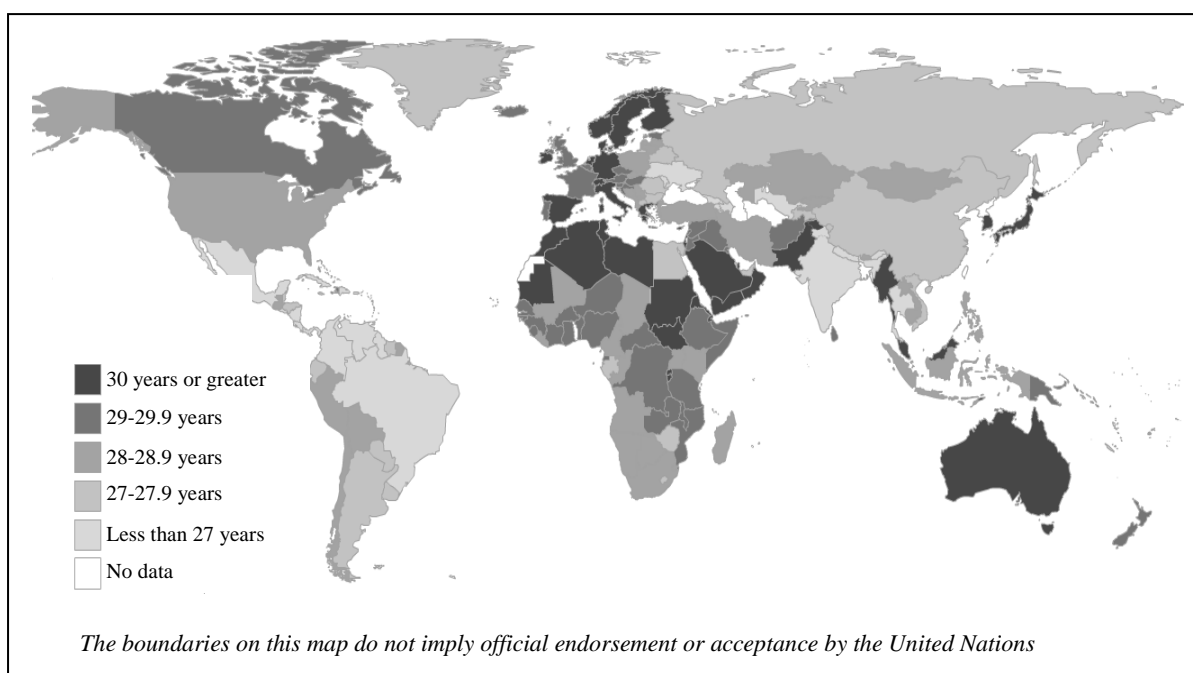 30 years or greater
29-29.9 years
28-28.9 years
27-27.9 years
Less than 27 years
No data
The boundaries on this map do not imply official endorsement or acceptance by the United Nations